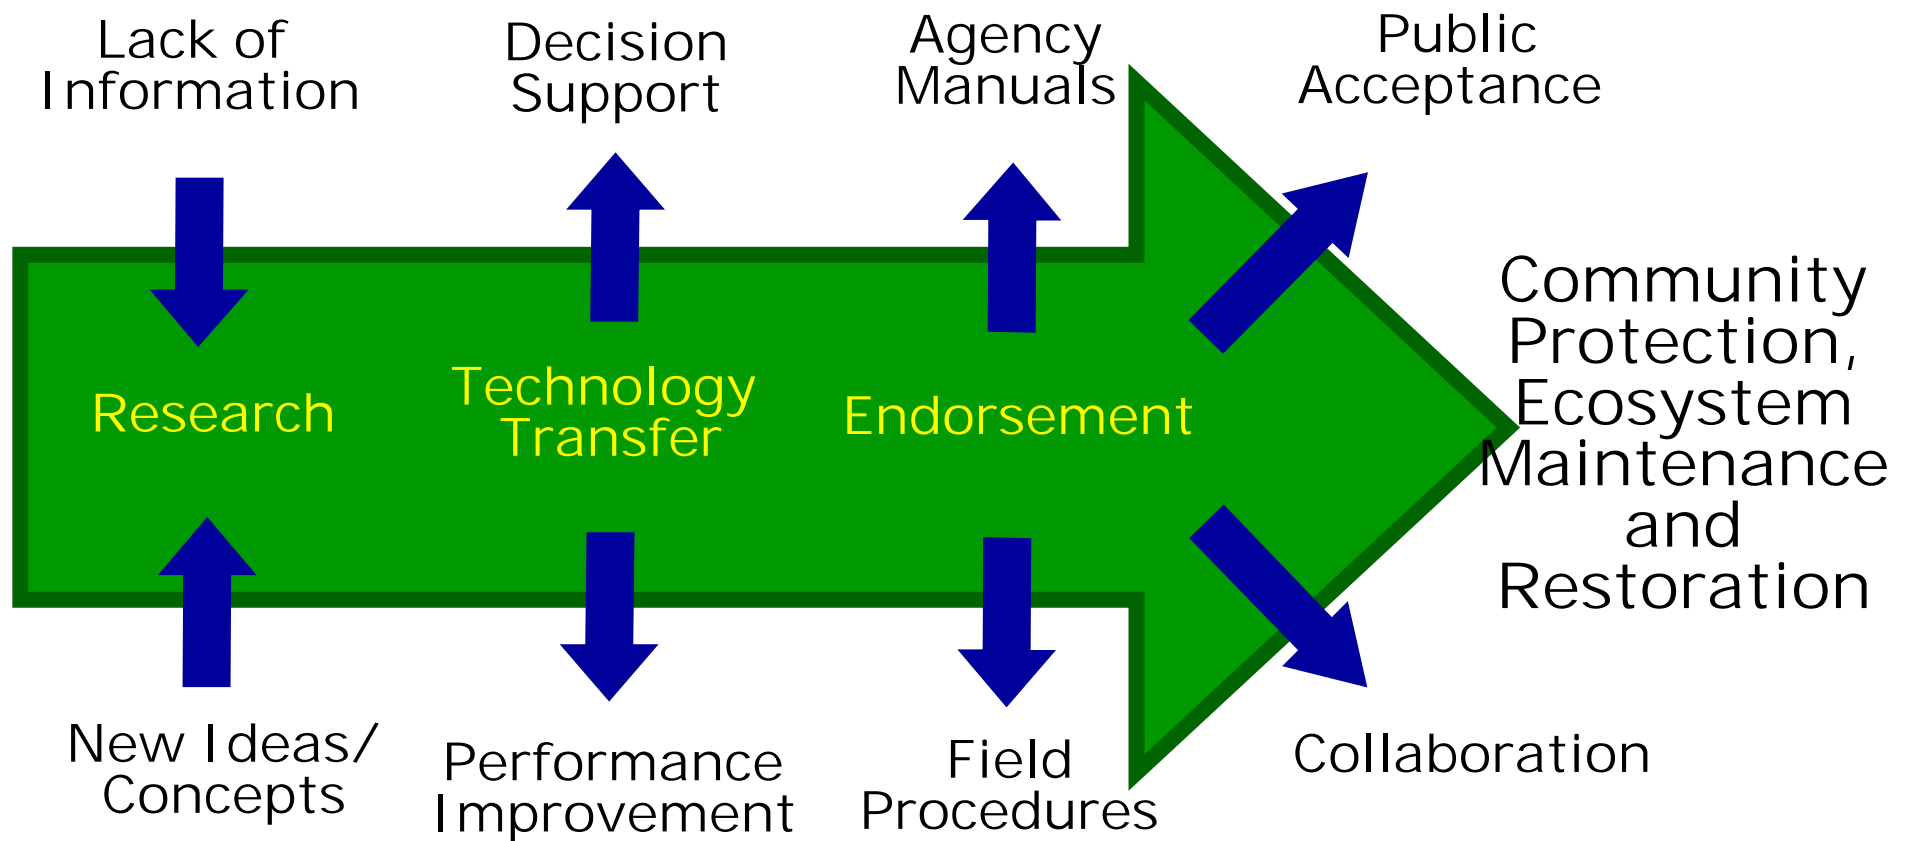 Lack of
Information
Decision
Support
Agency
Manuals
Public
Acceptance
Research
Technology
Transfer
Endorsement
Community
Protection,
Ecosystem
Maintenance
and
Restoration
New Ideas/
Concepts
Performance
Improvement
Field
Procedures
Collaboration